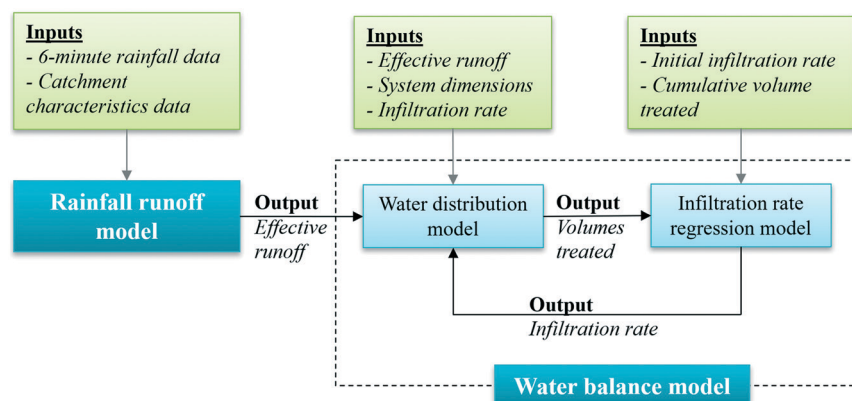 Inputs
- 6-minute rainfall data
- Catchment
characteristics data
Inputs
- Effective runoff
- System dimensions
- Infiltration rate
Inputs
- Initial infiltration rate
- Cumulative volume
treated
Rainfall runoff
model
Output
Effective
runoff
Water distribution
model
Output
Volumes
treated
Infiltration rate
regression model
Output
Infiltration rate
Water balance model